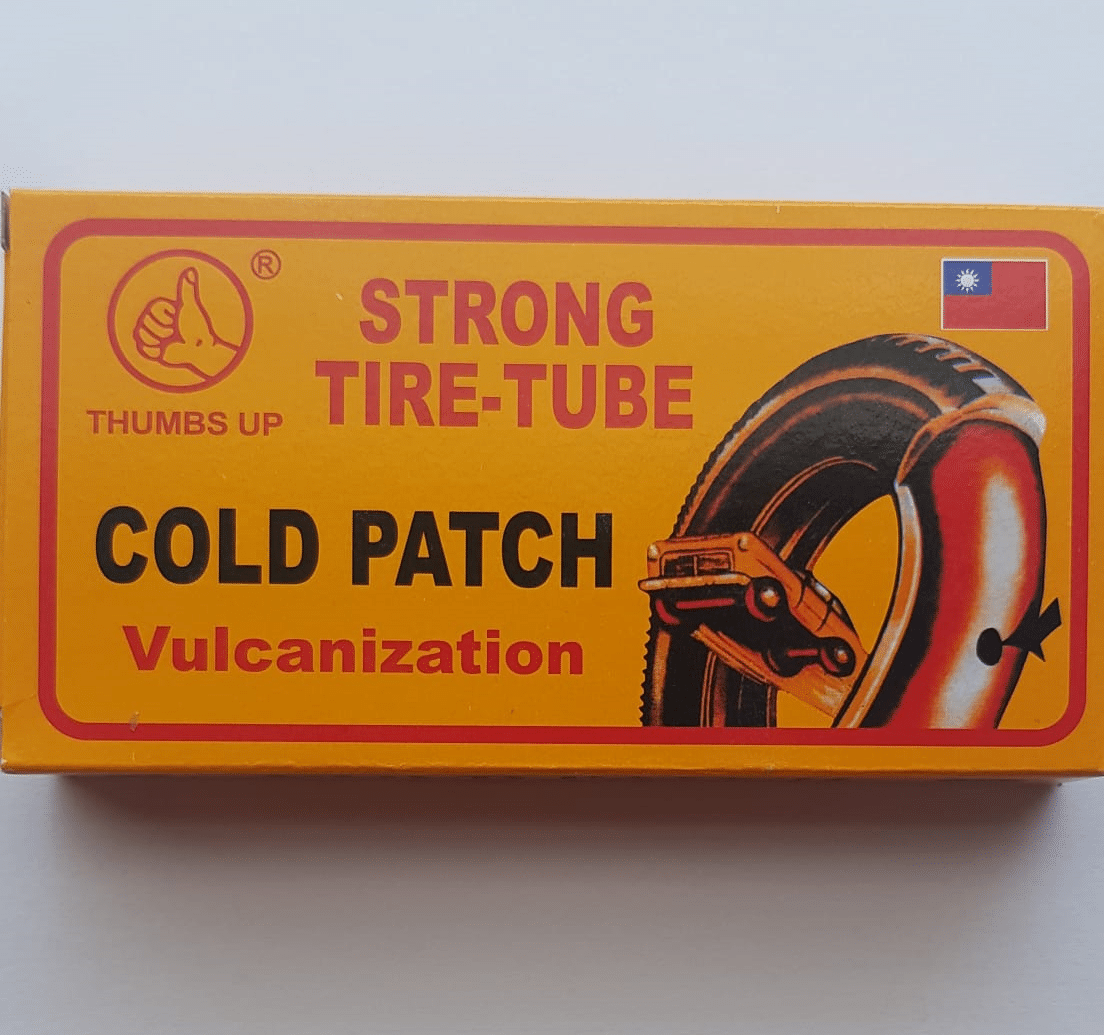 ®
THUMBS UP
STRONG
TIRE-TUBE
COLD PATCH
Vulcanization